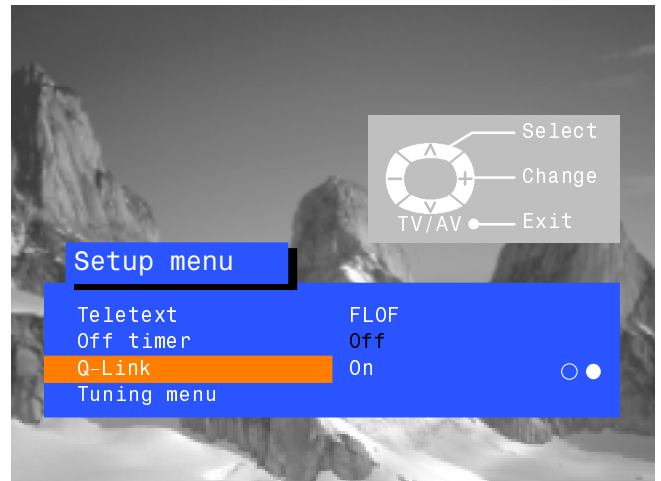 Select
Change
TV/AV Exit
Setup menu
Teletext FLOF
Off timer Off
Q-Link On
Tuning menu